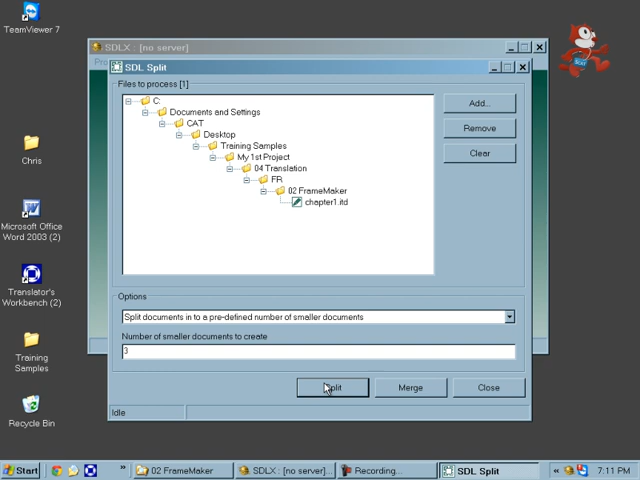 TeamViewer 7
SDLX : [no server]
SDL Split
Files to process [1]
C:
Documents and Settings
CAT
Desktop
Training Samples
My 1st Project
04 Translation
FR
02 FrameMaker
chapter1.itd
Add...
Remove
Clear
Chris
Microsoft Office
Word 2003 (2)
Translator's
Workbench (2)
Training
Samples
Recycle Bin
Options
Split documents in to a pre-defined number of smaller documents
Number of smaller documents to create
3
Split
Merge
Close
Idle
Start
02 FrameMaker
SDLX : [no server]...
Recording...
SDL Split
7:11 PM